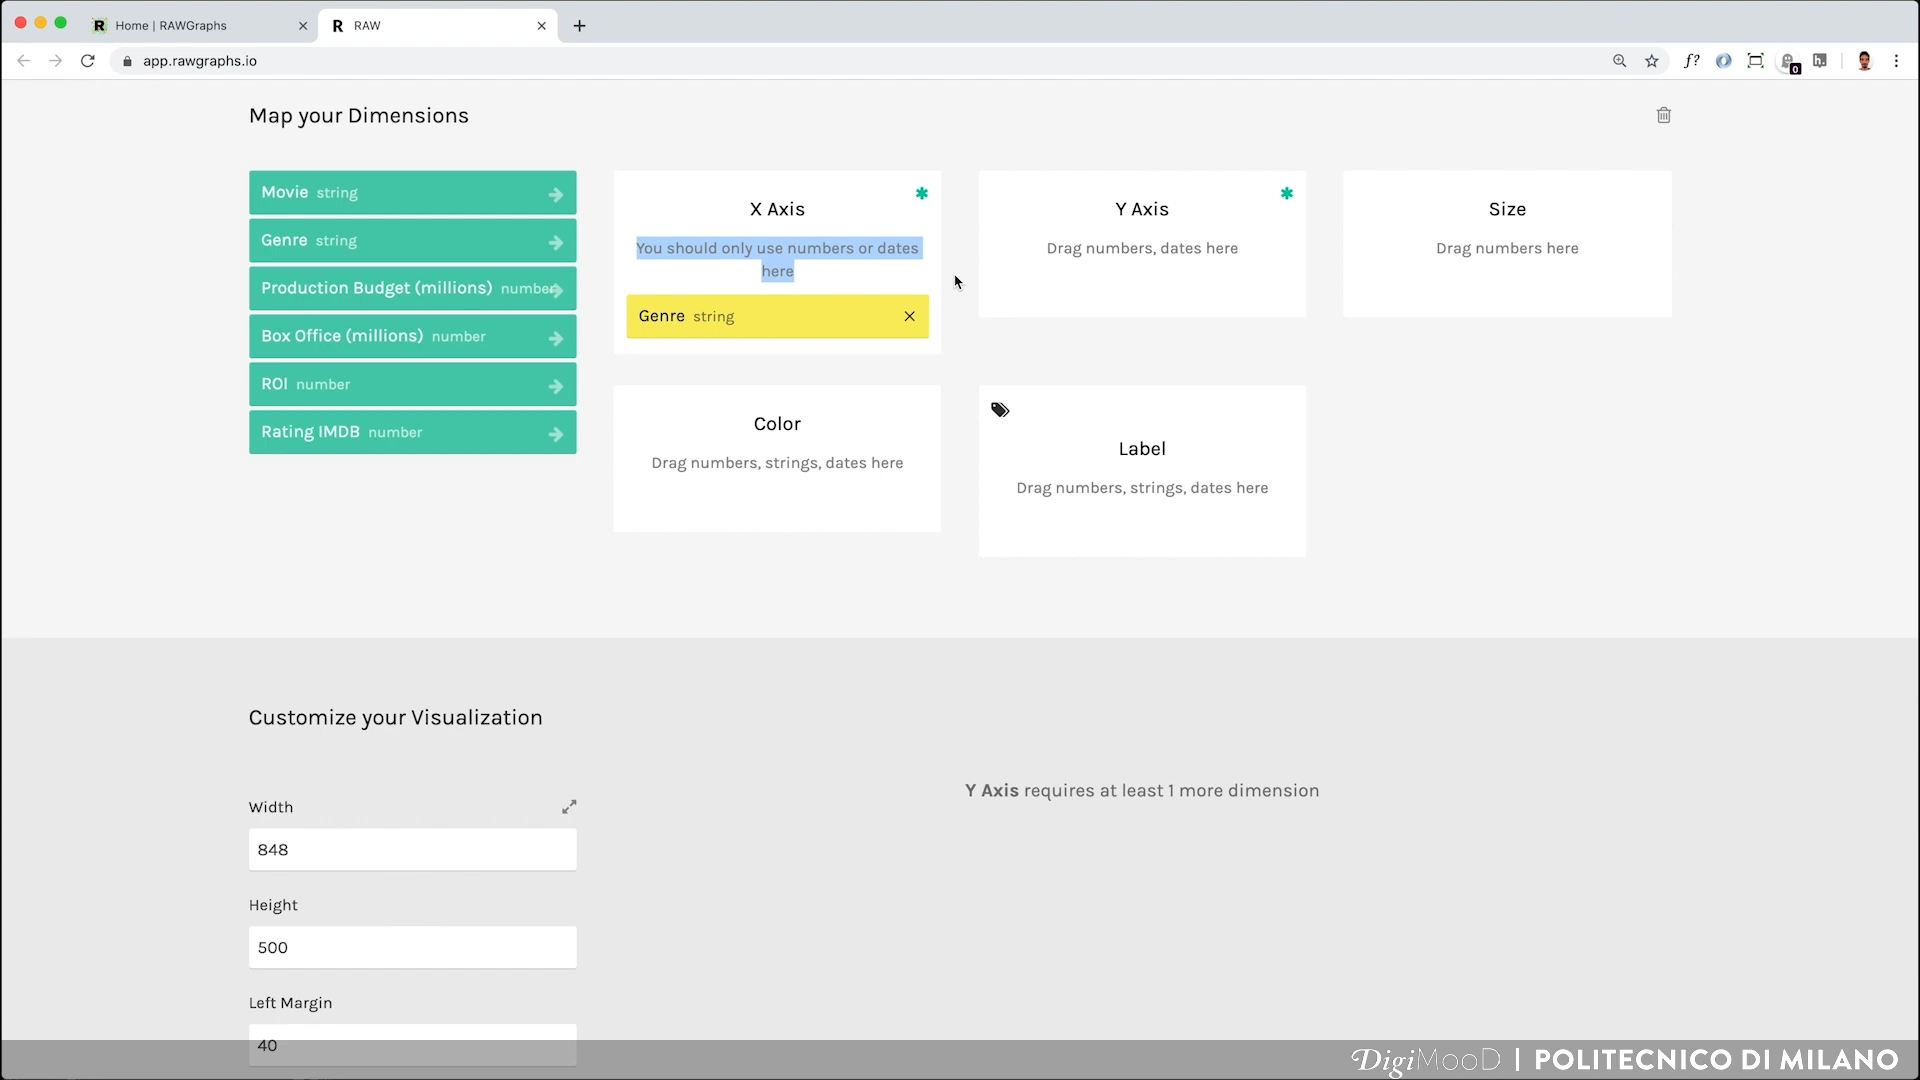 Home | RAWGraphs
R RAW
app.rawgraphs.io
f?
0
h.
Map your Dimensions
Movie string
Genre string
Production Budget (millions) number
Box Office (millions) number
ROI number
Rating IMDB number
X Axis
You should only use numbers or dates
here
Genre string
Y Axis
Drag numbers, dates here
Size
Drag numbers here
Color
Drag numbers, strings, dates here
Label
Drag numbers, strings, dates here
Customize your Visualization
Width
848
Height
500
Left Margin
40
Y Axis requires at least 1 more dimension
DigiMooD | POLITECNICO DI MILANO